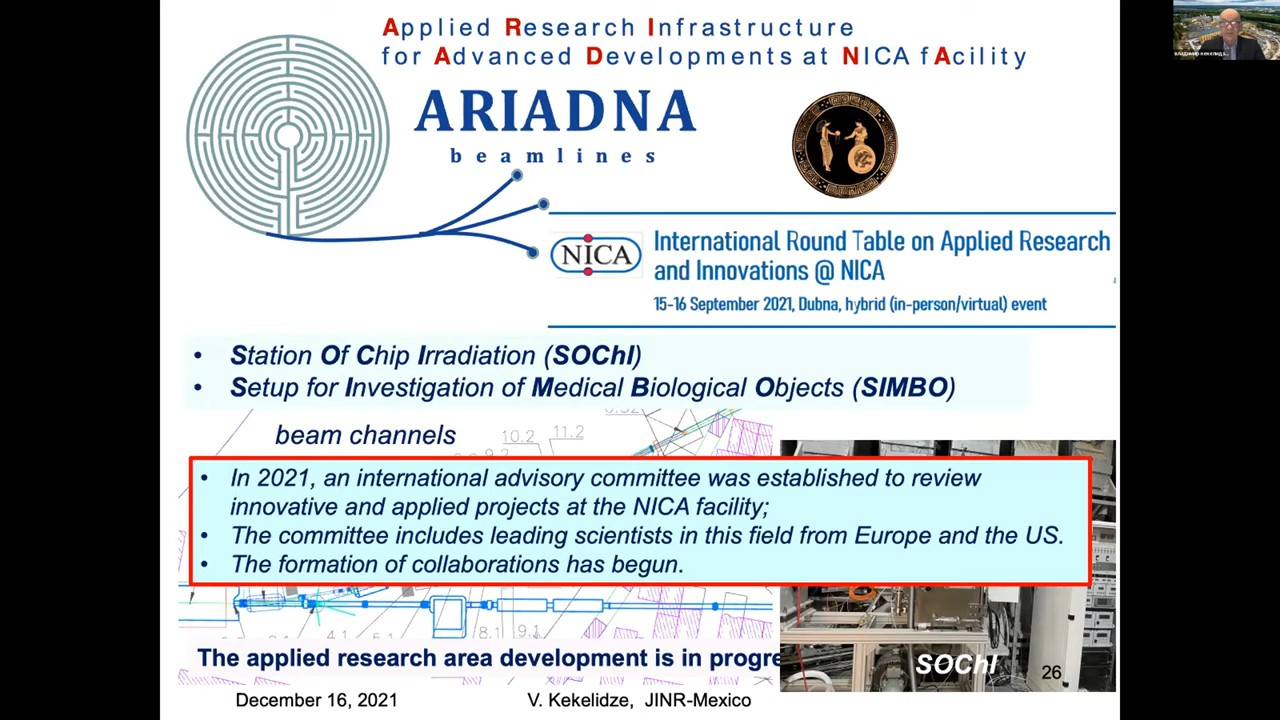 Applied Research Infrastructure
for Advanced Developments at NICA fAcility
ARIADNA
beamlines
NICA
International Round Table on Applied Research
and Innovations @ NICA
15-16 September 2021, Dubna, hybrid (in-person/virtual) event
• Station Of Chip Irradiation (SOChI)
• Setup for Investigation of Medical Biological Objects (SIMBO)
beam channels
10.2
11.2
• In 2021, an international advisory committee was established to review
innovative and applied projects at the NICA facility;
• The committee includes leading scientists in this field from Europe and the US.
• The formation of collaborations has begun.
4.1
5.1
8.1
9.1
The applied research area development is in progre
SOChI
26
December 16, 2021
V. Kekelidze, JINR-Mexico